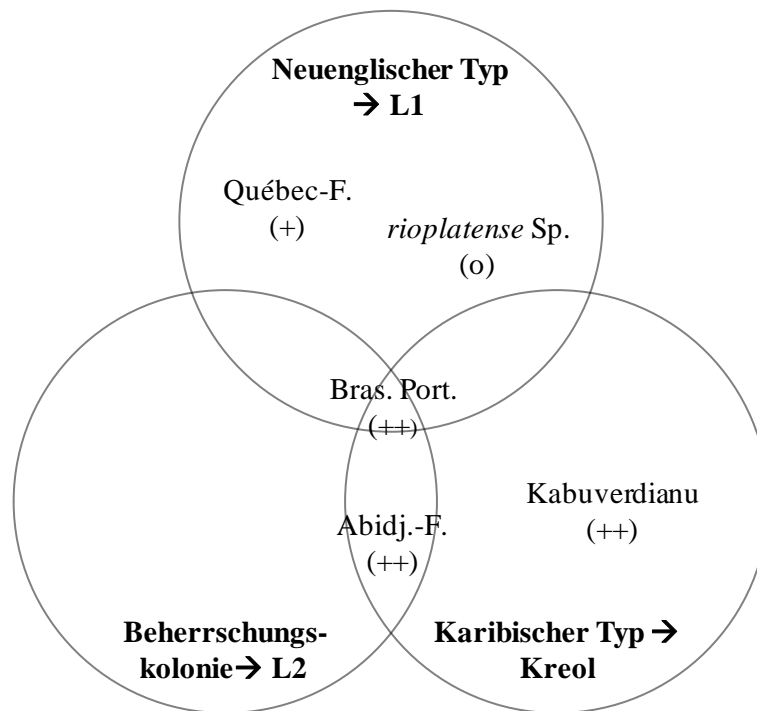 Neuenglischer Typ
→ L1
Québec-F.
(+)
rioplatense Sp.
(o)
Bras. Port.
(++)
Kabuverdianu
(++)
Abidj.-F.
(++)
Beherrschungs-
kolonie→ L2
Karibischer Typ →
Kreol